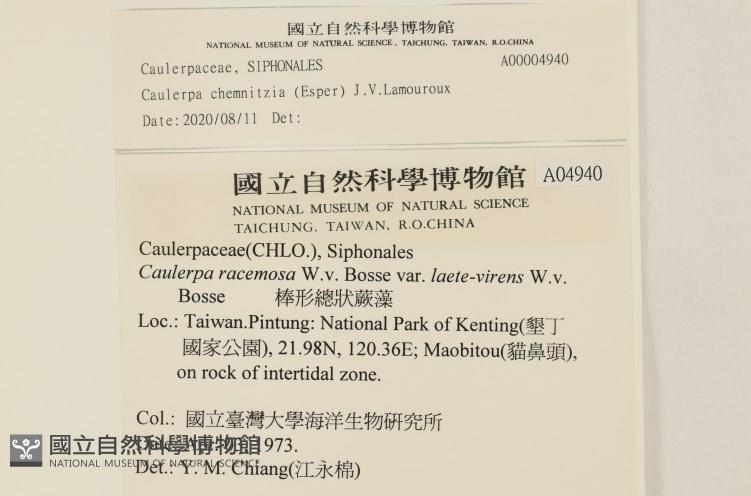 國立自然科學博物館
NATIONAL MUSEUM OF NATURAL SCIENCE, TAICHUNG, TAIWAN, R.O.CHINA
Caulerpaceae, SIPHONALES A00004940
Caulerpa chemnitzia (Esper) J.V.Lamouroux
Date:2020/08/11 Det:
國立自然科學博物館 A04940
NATIONAL MUSEUM OF NATURAL SCIENCE
TAICHUNG, TAIWAN, R.O.CHINA
Caulerpaceae(CHLO.), Siphonales
Caulerpa racemosa W.v. Bosse var. laete-virens W.v.
Bosse 棒形總狀蕨藻
Loc.: Taiwan.Pintung: National Park of Kenting(墾丁
國家公園), 21.98N, 120.36E; Maobitou(貓鼻頭),
on rock of intertidal zone.
Col.: 國立臺灣大學海洋生物研究所
1973.
Det.: Y. M. Chiang(江永棉)
國立自然科學博物館
NATIONAL MUSEUM OF NATURAL SCIENCE